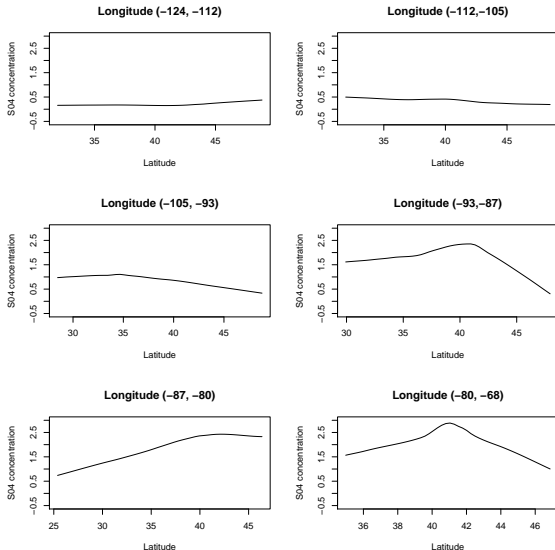 Longitude (−124, −112)
S04 concentration
−0.5 0.5 1.5 2.5
35 40 45
Latitude
Longitude (−112,−105)
S04 concentration
−0.5 0.5 1.5 2.5
35 40 45
Latitude
Longitude (−105, −93)
S04 concentration
−0.5 0.5 1.5 2.5
30 35 40 45
Latitude
Longitude (−93,−87)
S04 concentration
−0.5 0.5 1.5 2.5
30 35 40 45
Latitude
Longitude (−87, −80)
S04 concentration
−0.5 0.5 1.5 2.5
25 30 35 40 45
Latitude
Longitude (−80, −68)
S04 concentration
−0.5 0.5 1.5 2.5
36 38 40 42 44 46
Latitude